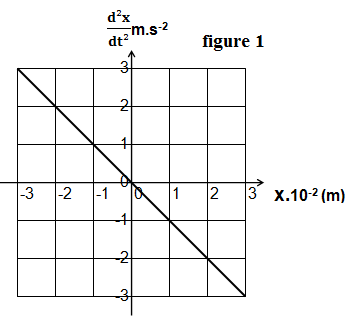 d²x
dt² m.s⁻²
figure 1
3
2
1
0
-3 -2 -1 0 1 2 3 X.10⁻² (m)
-1
-2
-3